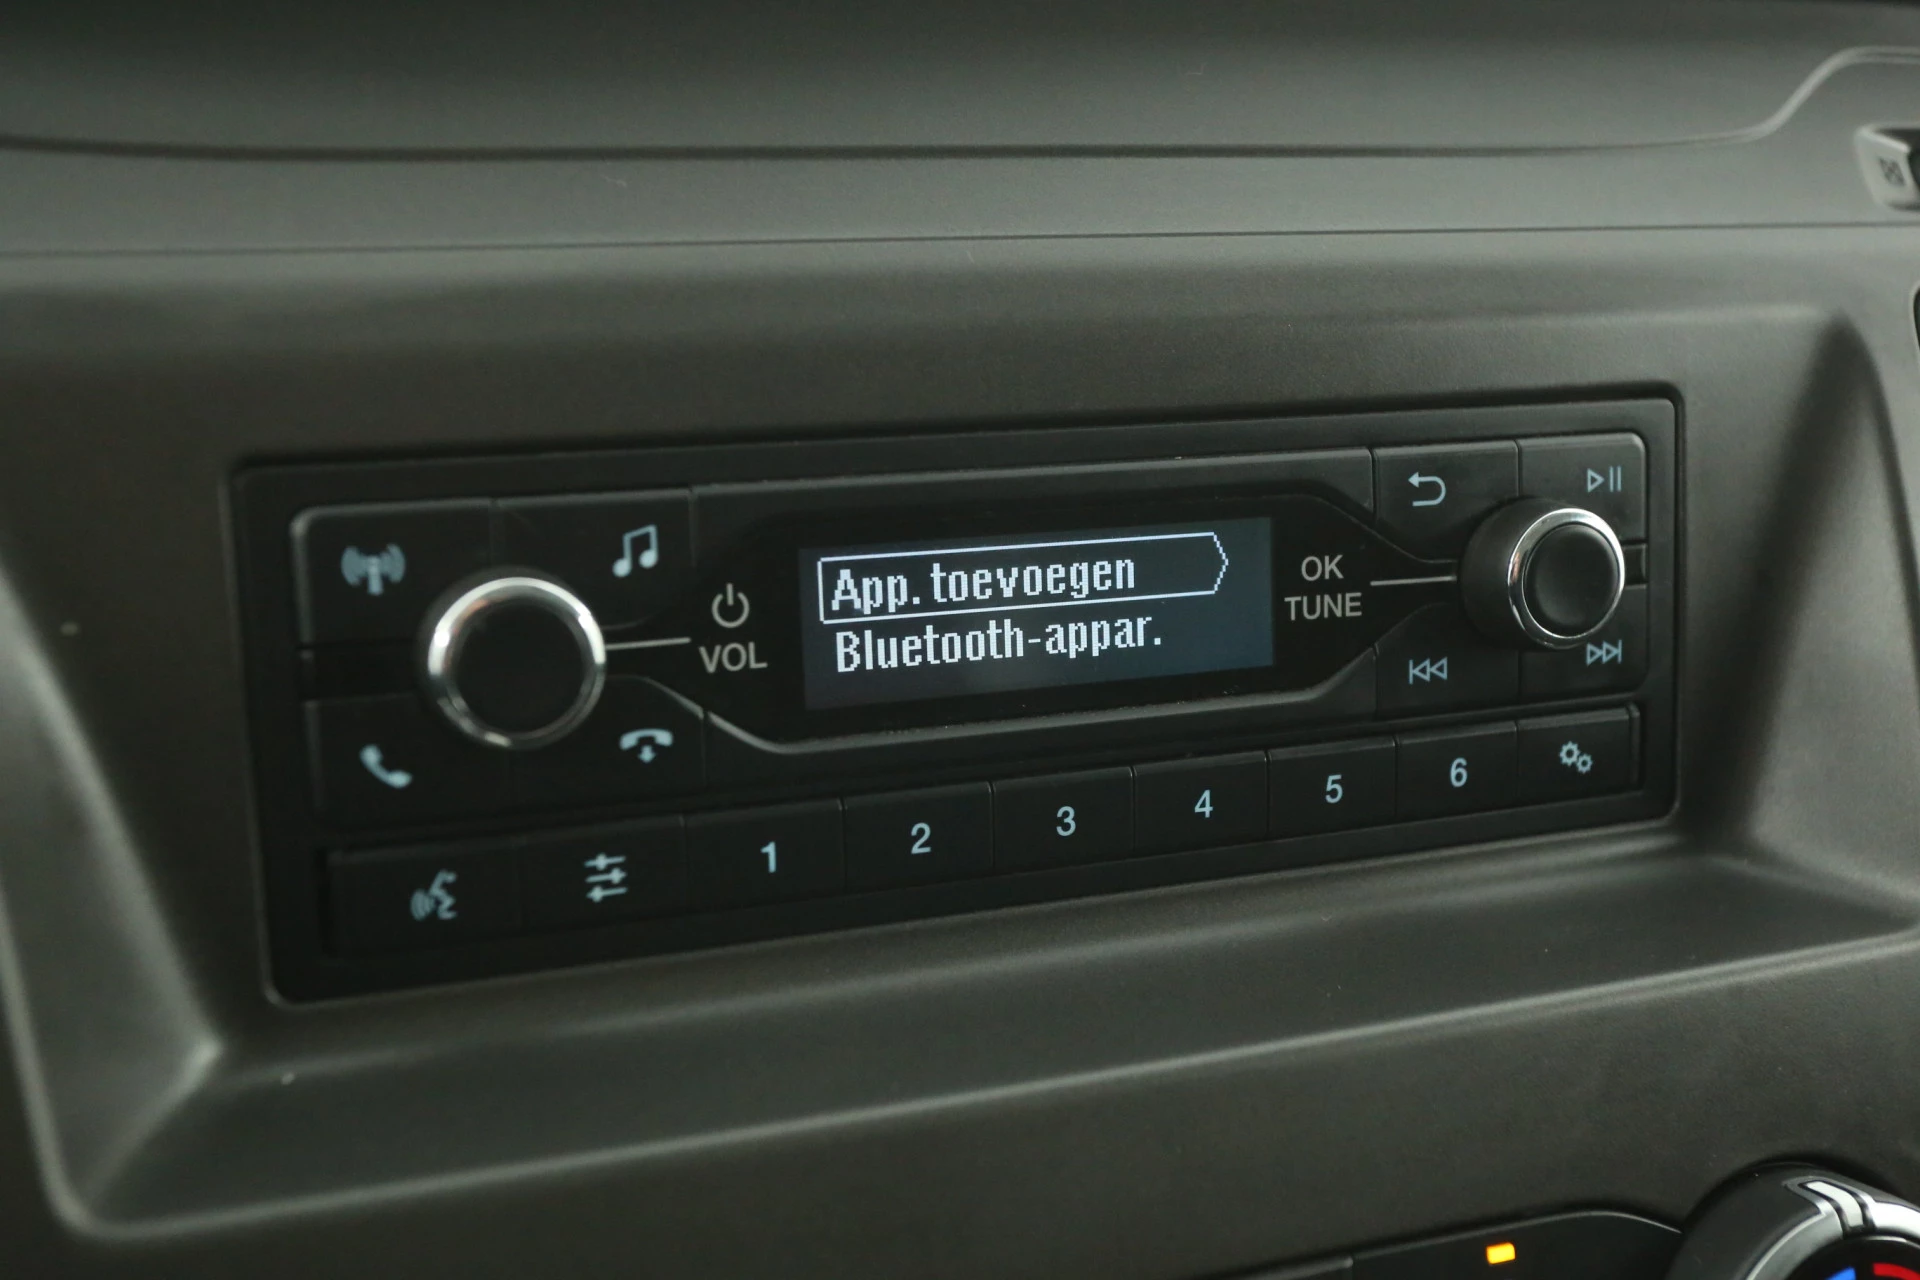 App. toevoegen
Bluetooth-appar.
VOL
OK
TUNE
1 2 3 4 5 6